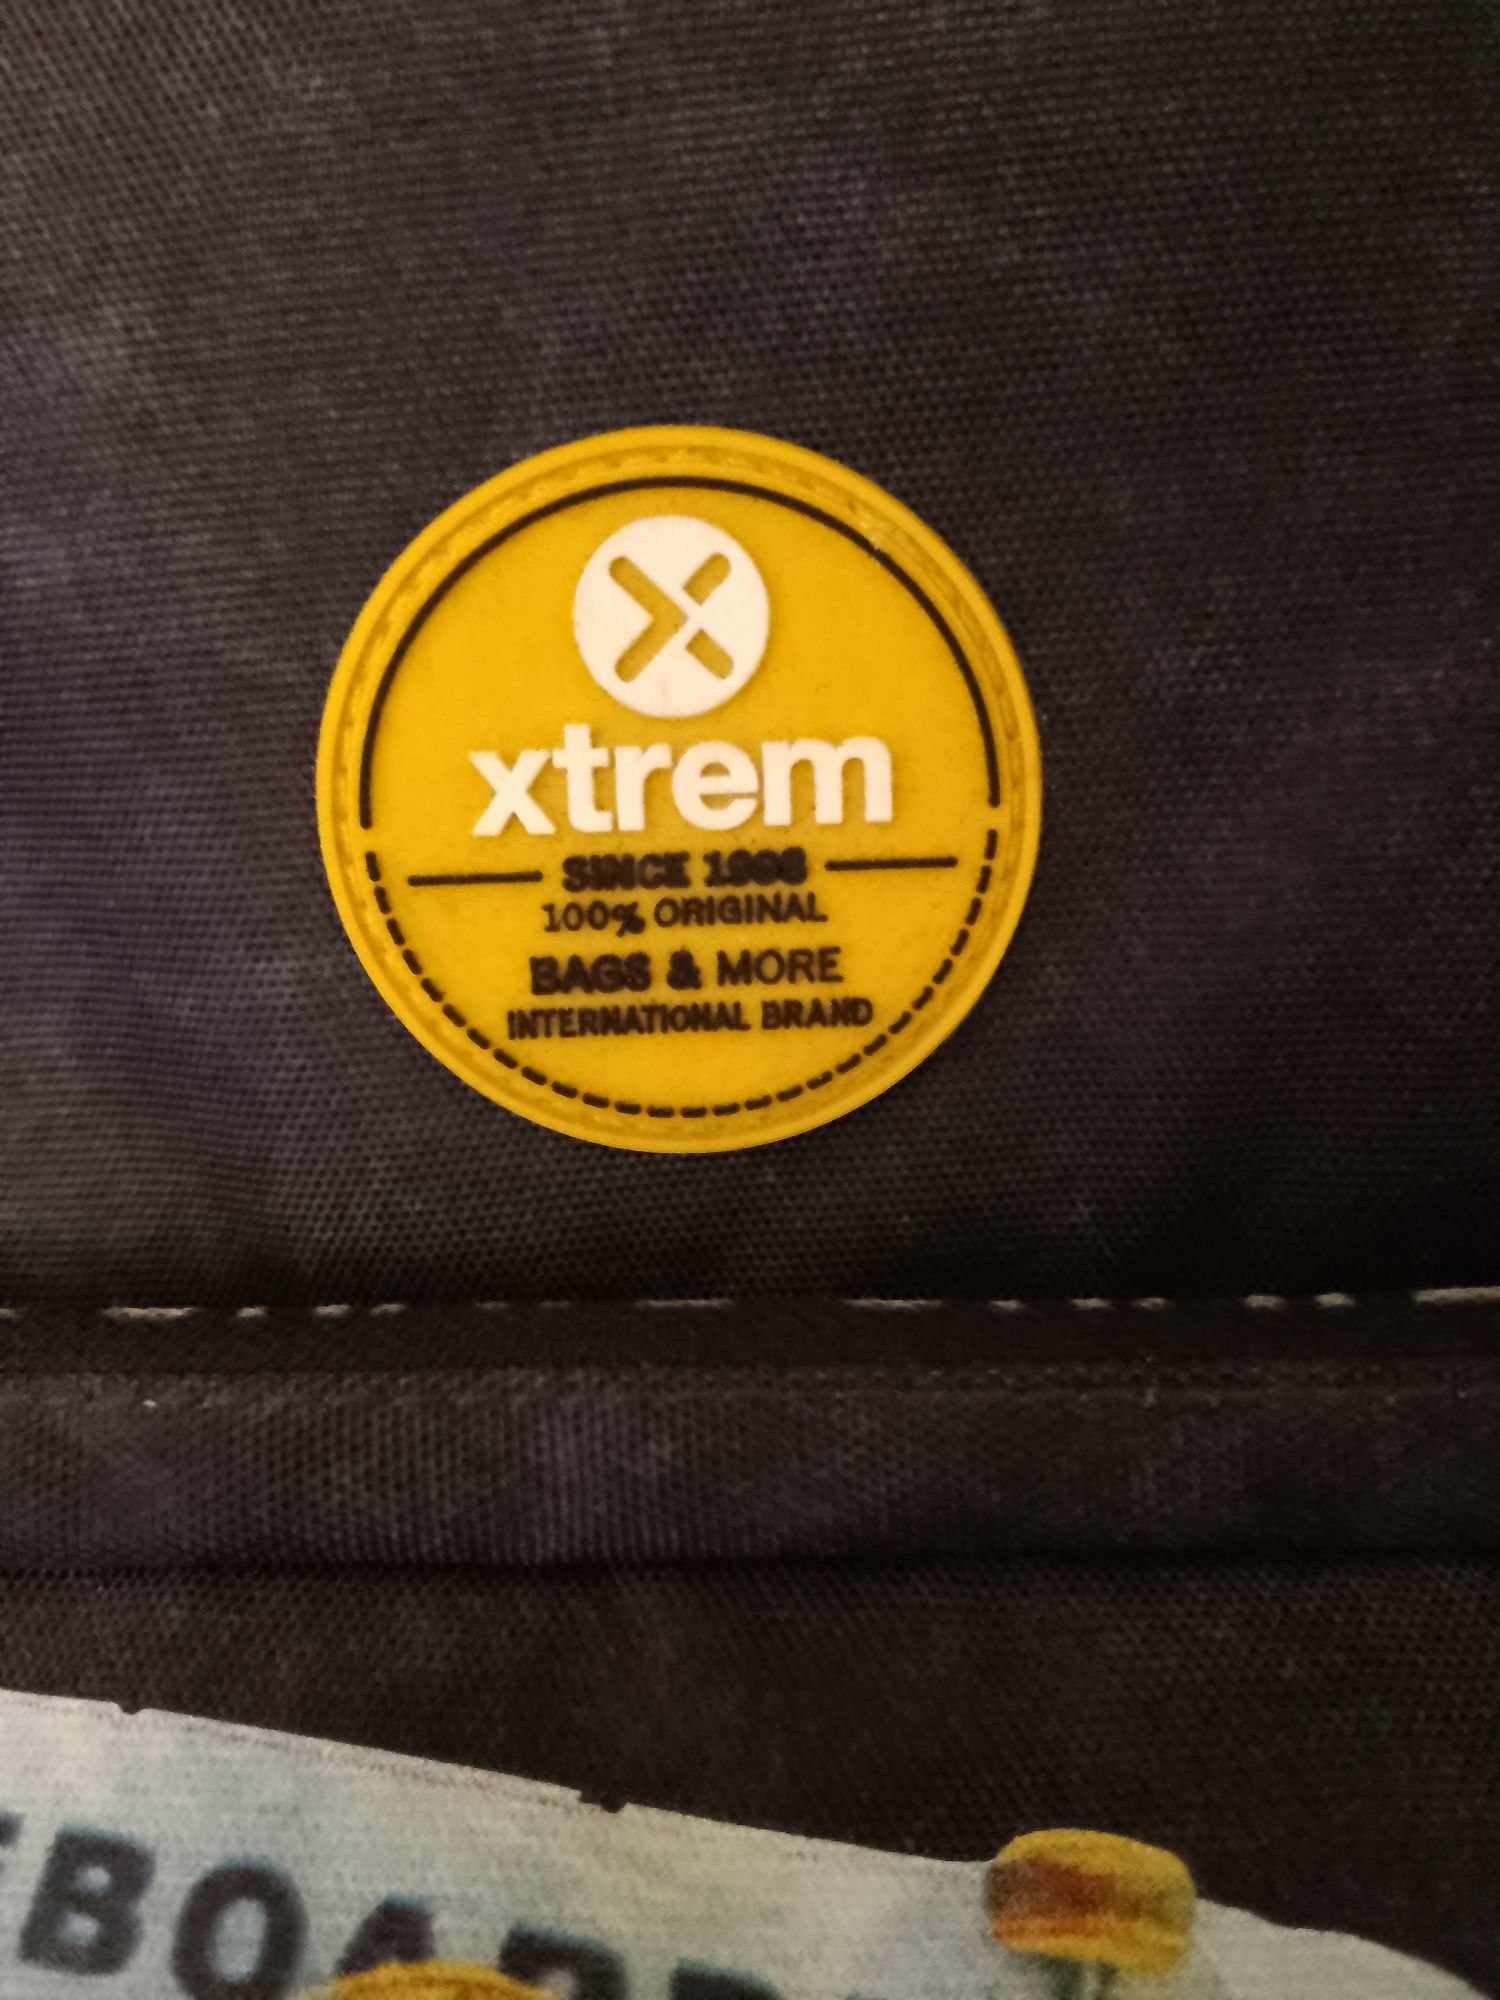 xtrem
SINCE 1998
100% ORIGINAL
BAGS & MORE
INTERNATIONAL BRAND